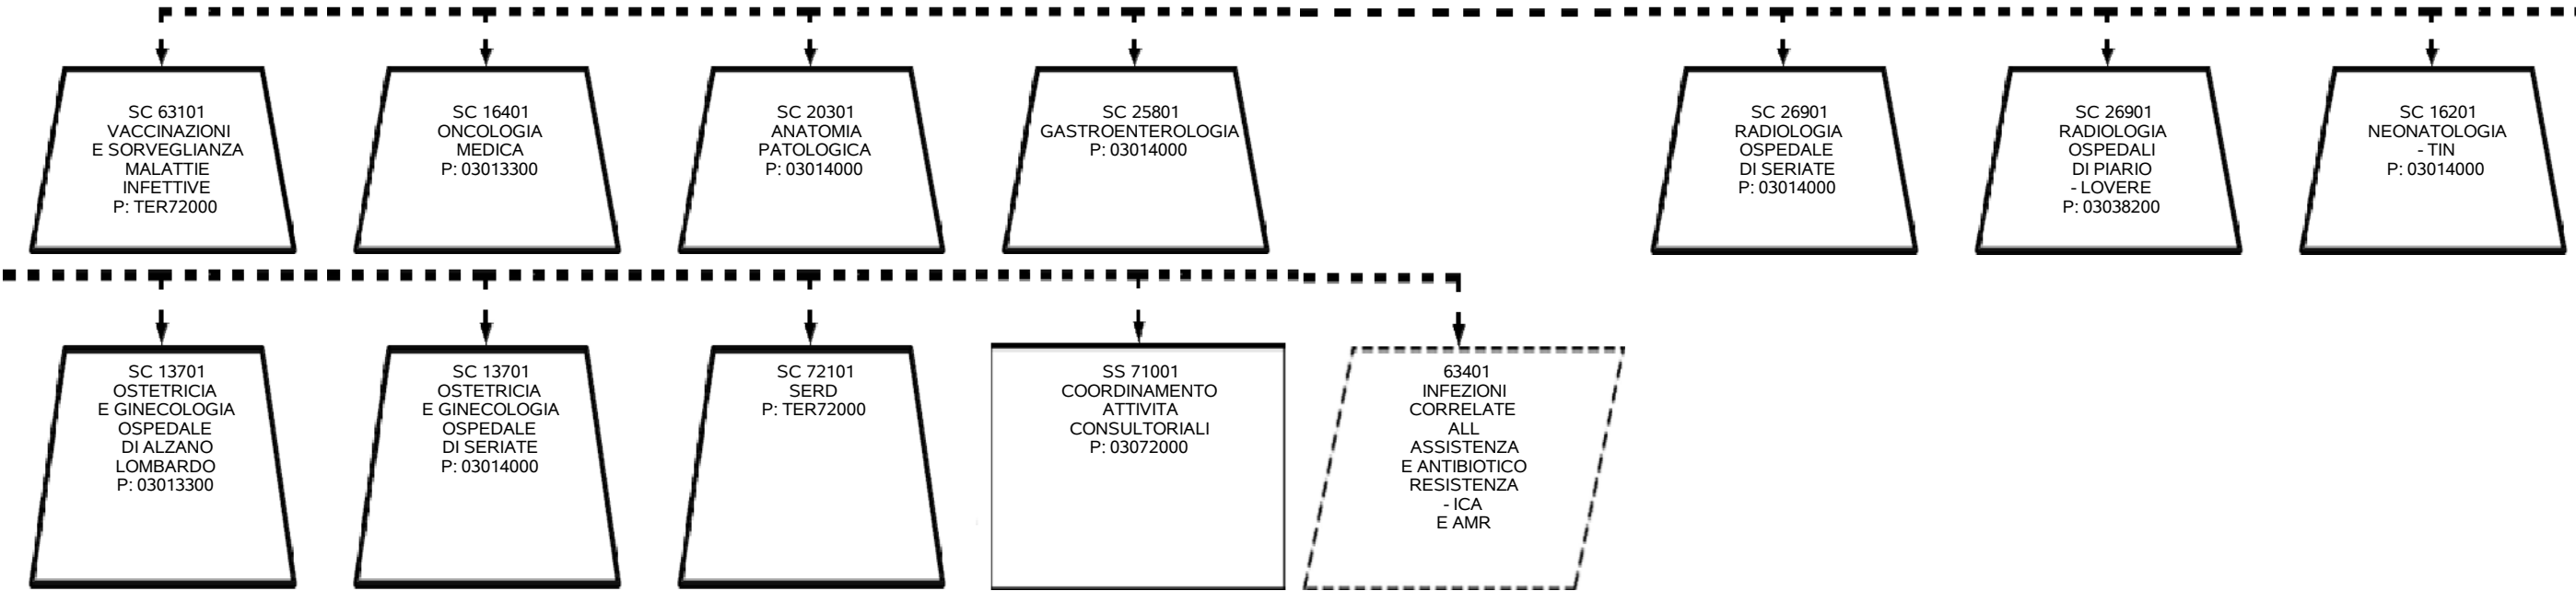 SC 63101
VACCINAZIONI
E SORVEGLIANZA
MALATTIE
INFETTIVE
P: TER72000
SC 16401
ONCOLOGIA
MEDICA
P: 03013300
SC 20301
ANATOMIA
PATOLOGICA
P: 03014000
SC 25801
GASTROENTEROLOGIA
P: 03014000
SC 26901
RADIOLOGIA
OSPEDALE
DI SERIATE
P: 03014000
SC 26901
RADIOLOGIA
OSPEDALI
DI PIARIO
- LOVERE
P: 03038200
SC 16201
NEONATOLOGIA
- TIN
P: 03014000
SC 13701
OSTETRICIA
E GINECOLOGIA
OSPEDALE
DI ALZANO
LOMBARDO
P: 03013300
SC 13701
OSTETRICIA
E GINECOLOGIA
OSPEDALE
DI SERIATE
P: 03014000
SC 72101
SERD
P: TER72000
SS 71001
COORDINAMENTO
ATTIVITA
CONSULTORIALI
P: 03072000
63401
INFEZIONI
CORRELATE
ALL
ASSISTENZA
E ANTIBIOTICO
RESISTENZA
- ICA
E AMR